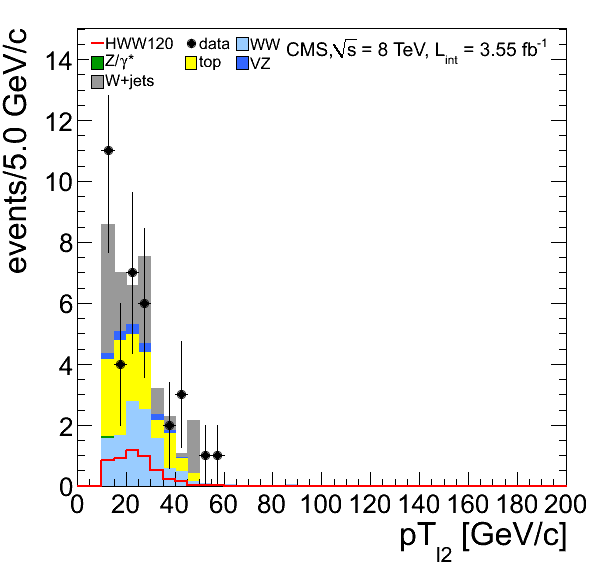 HWW120 data WW CMS,√s = 8 TeV, L_int = 3.55 fb⁻¹
Z/γ* top VZ
W+jets
events/5.0 GeV/c
14
12
10
8
6
4
2
0
0 20 40 60 80 100 120 140 160 180 200
pT_l2 [GeV/c]